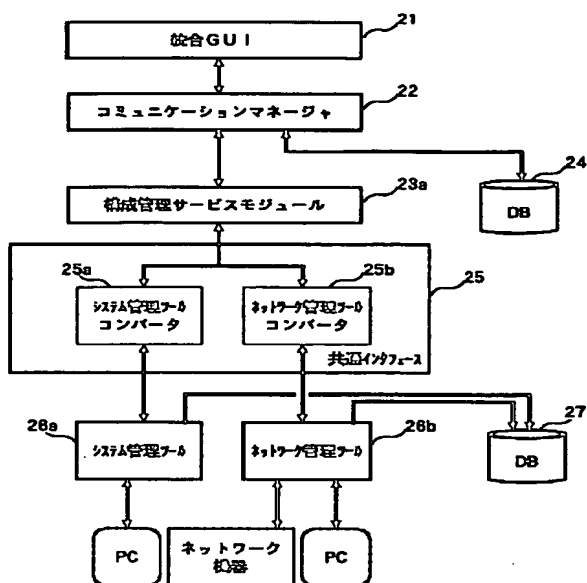 統合GUI
21
コミュニケーションマネージャ
22
構成管理サービスモジュール
23a
24
DB
25
25a
システム管理ツール
コンバータ
25b
ネットワーク管理ツール
コンバータ
共通インタフェース
26a
システム管理ツール
ネットワーク管理ツール
26b
27
DB
PC
ネットワーク
機器
PC